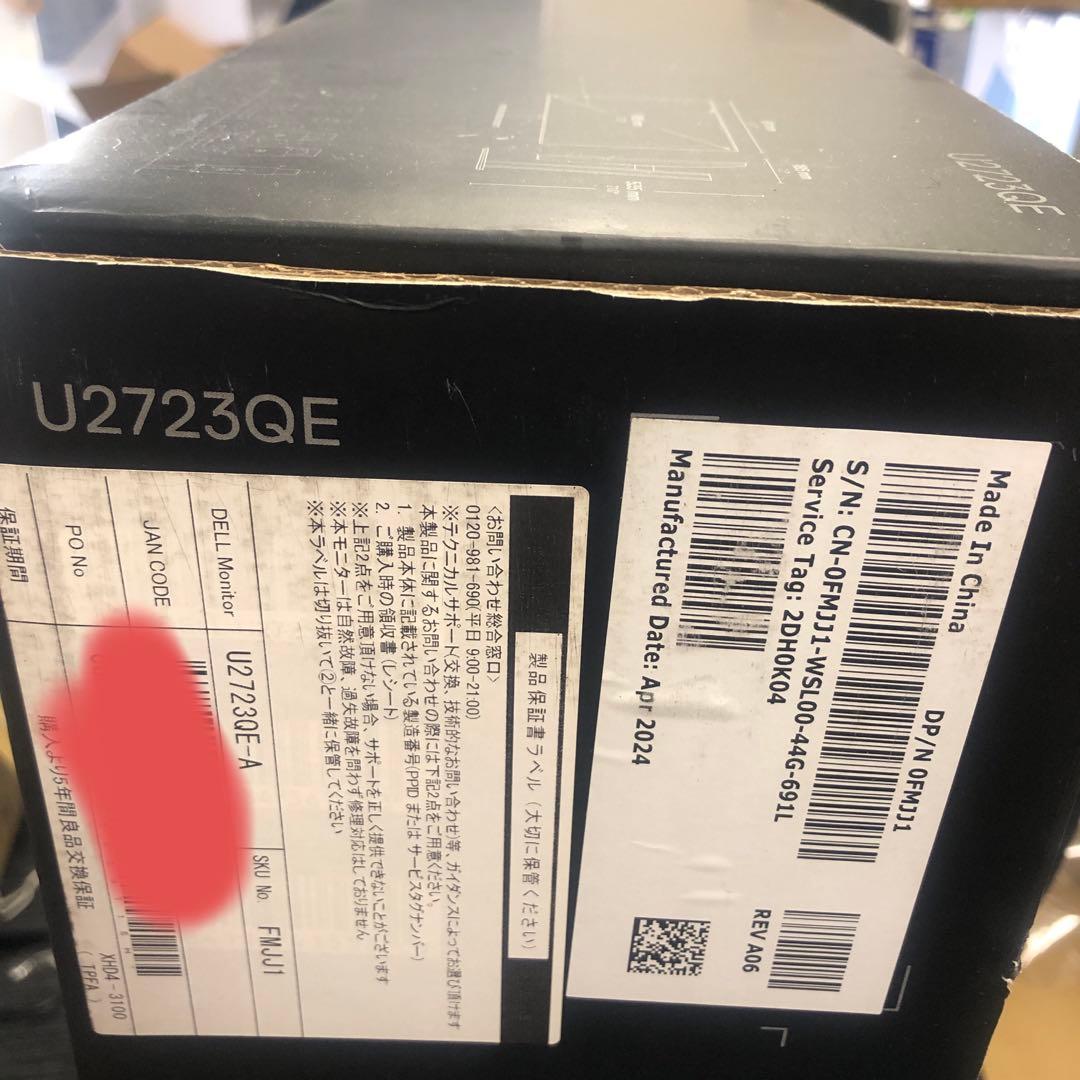 U2723QE
U2723QE
Made In China
DP/N 0FMJJ1
S/N: CN-0FMJJ1-WSL00-44G-691L
Service Tag: 2DH0K04
REV A06
Manufactured Date: Apr 2024
製品保証書ラベル(大切に保管ください)
<お問い合わせ総合窓口>
0120-981-690(平日 9:00-21:00)
※テクニカルサポート(交換、技術的なお問い合わせ)等、ガイダンスによってお選び頂けます
本製品に関するお問い合わせの際には下記2点をご用意ください。
1. 製品本体に記載されている製造番号(PPID または サービスタグナンバー)
2. ご購入時の領収書 (レシート)
※上記2点をご用意頂けない場合、サポートを正しく提供できないことがございます
※本モニターは自然故障、過失故障を問わず修理対応はしておりません
※本ラベルは切り抜いて②と一緒に保管してください
DELL Monitor U2723QE-A SKU No. FMJJ1
JAN CODE
PO No
保証期間 購入より5年間良品交換保証
XH04-3100
( TPFA )